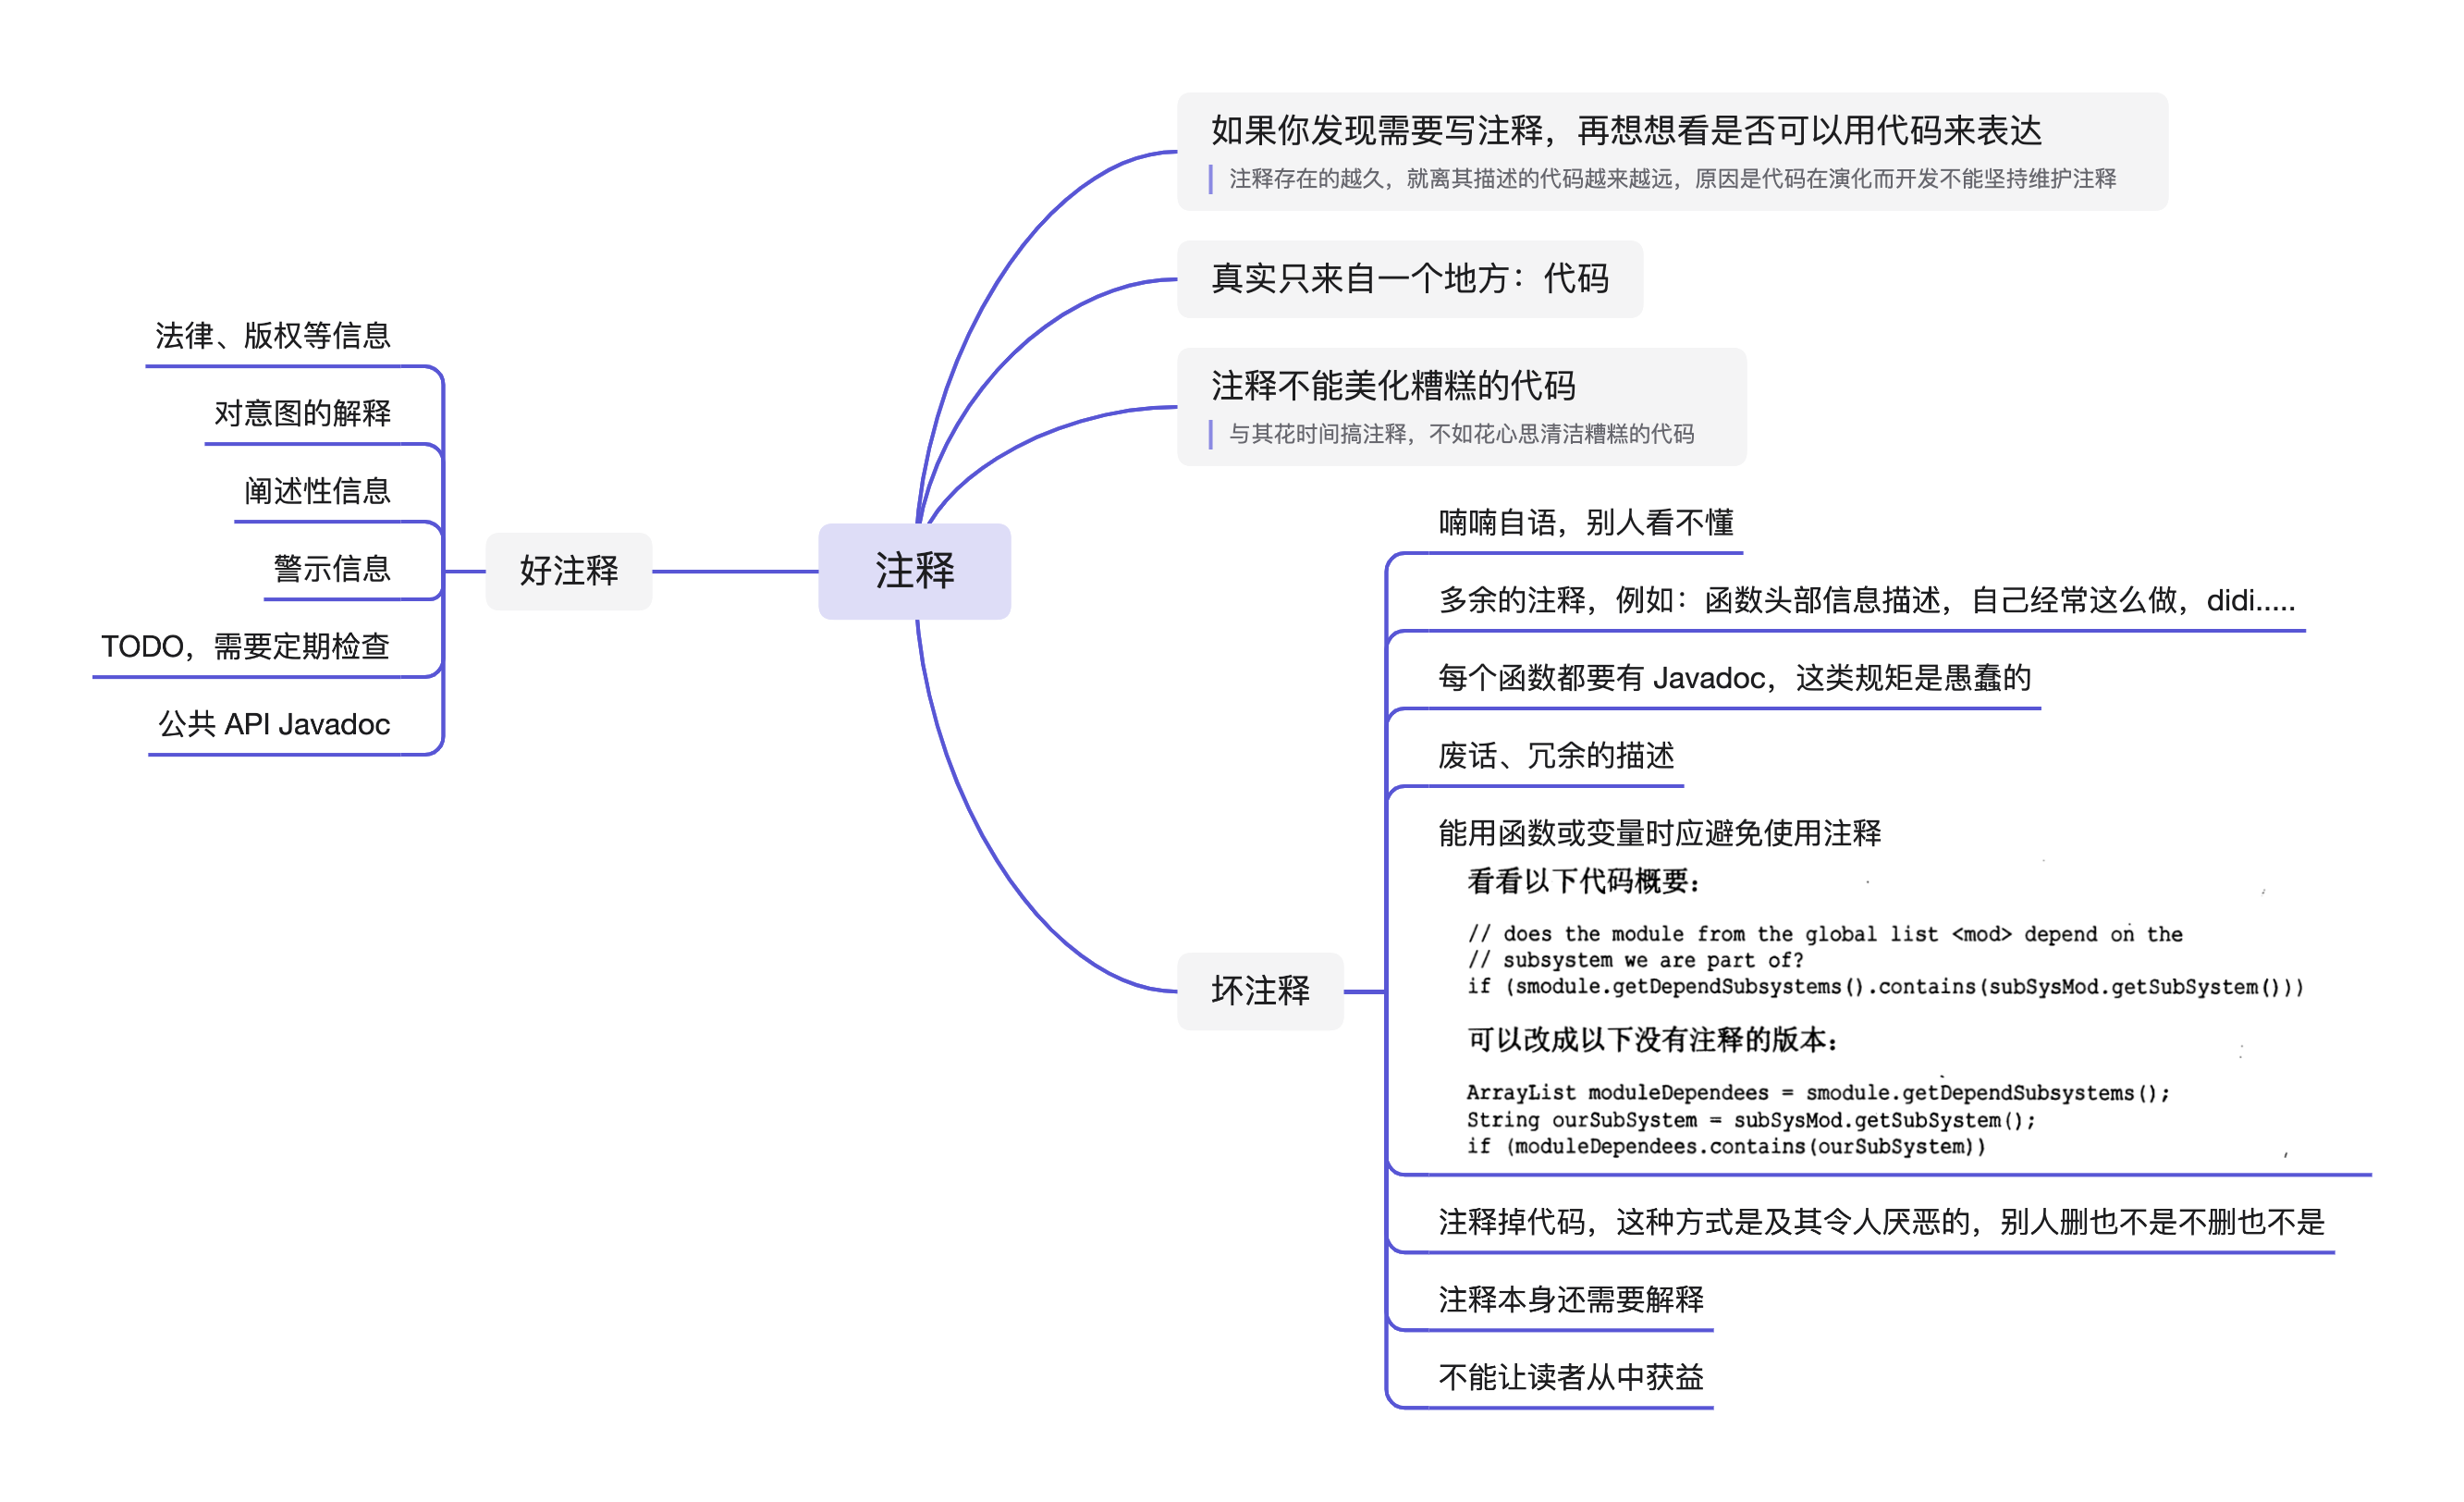 如果你发现需要写注释，再想想看是否可以用代码来表达
注释存在的越久，就离其描述的代码越来越远，原因是代码在演化而开发不能坚持维护注释
真实只来自一个地方：代码
注释不能美化糟糕的代码
与其花时间搞注释，不如花心思清洁糟糕的代码
注释
好注释
法律、版权等信息
对意图的解释
阐述性信息
警示信息
TODO，需要定期检查
公共 API Javadoc
坏注释
喃喃自语，别人看不懂
多余的注释，例如：函数头部信息描述，自己经常这么做，didi.....
每个函数都要有 Javadoc，这类规矩是愚蠢的
废话、冗余的描述
能用函数或变量时应避免使用注释
看看以下代码概要：
// does the module from the global list <mod> depend on the
// subsystem we are part of?
if (smodule.getDependSubsystems().contains(subSysMod.getSubSystem()))
可以改成以下没有注释的版本：
ArrayList moduleDependees = smodule.getDependSubsystems();
String ourSubSystem = subSysMod.getSubSystem();
if (moduleDependees.contains(ourSubSystem))
注释掉代码，这种方式是及其令人厌恶的，别人删也不是不删也不是
注释本身还需要解释
不能让读者从中获益